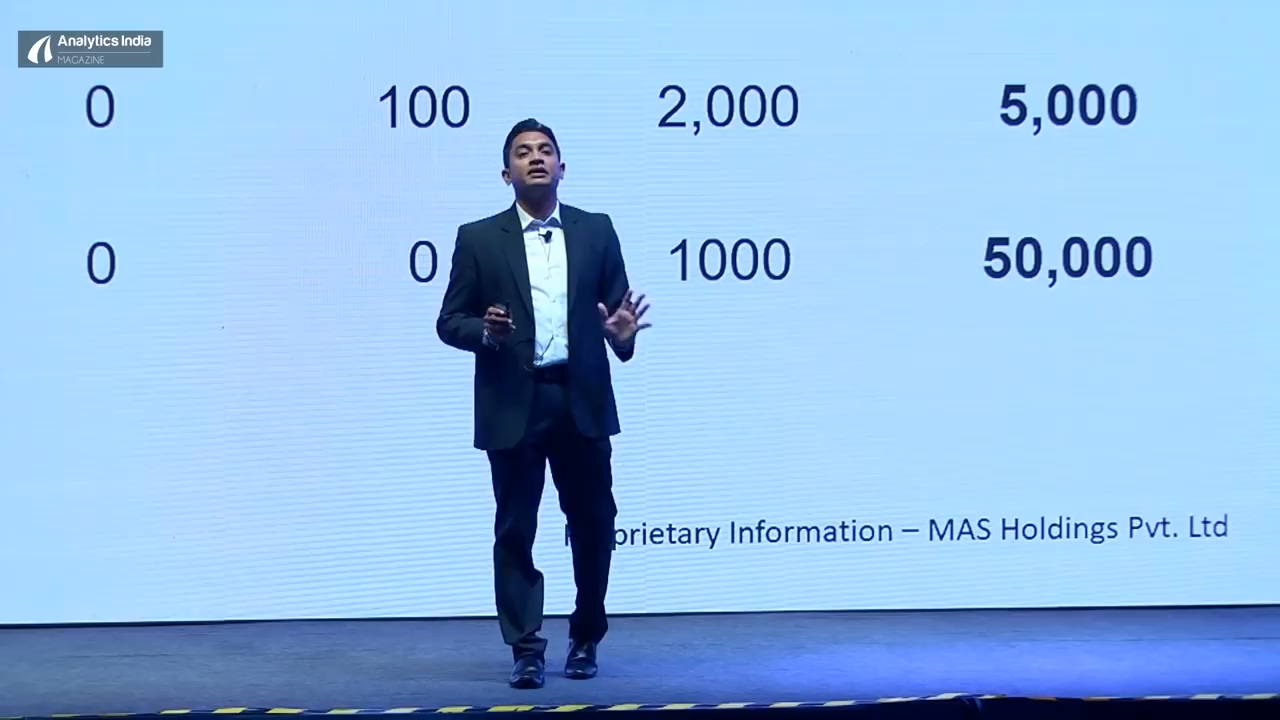 Analytics India
MAGAZINE
0 100 2,000 5,000
0 0 1000 50,000
Information – MAS Holdings Pvt. Ltd